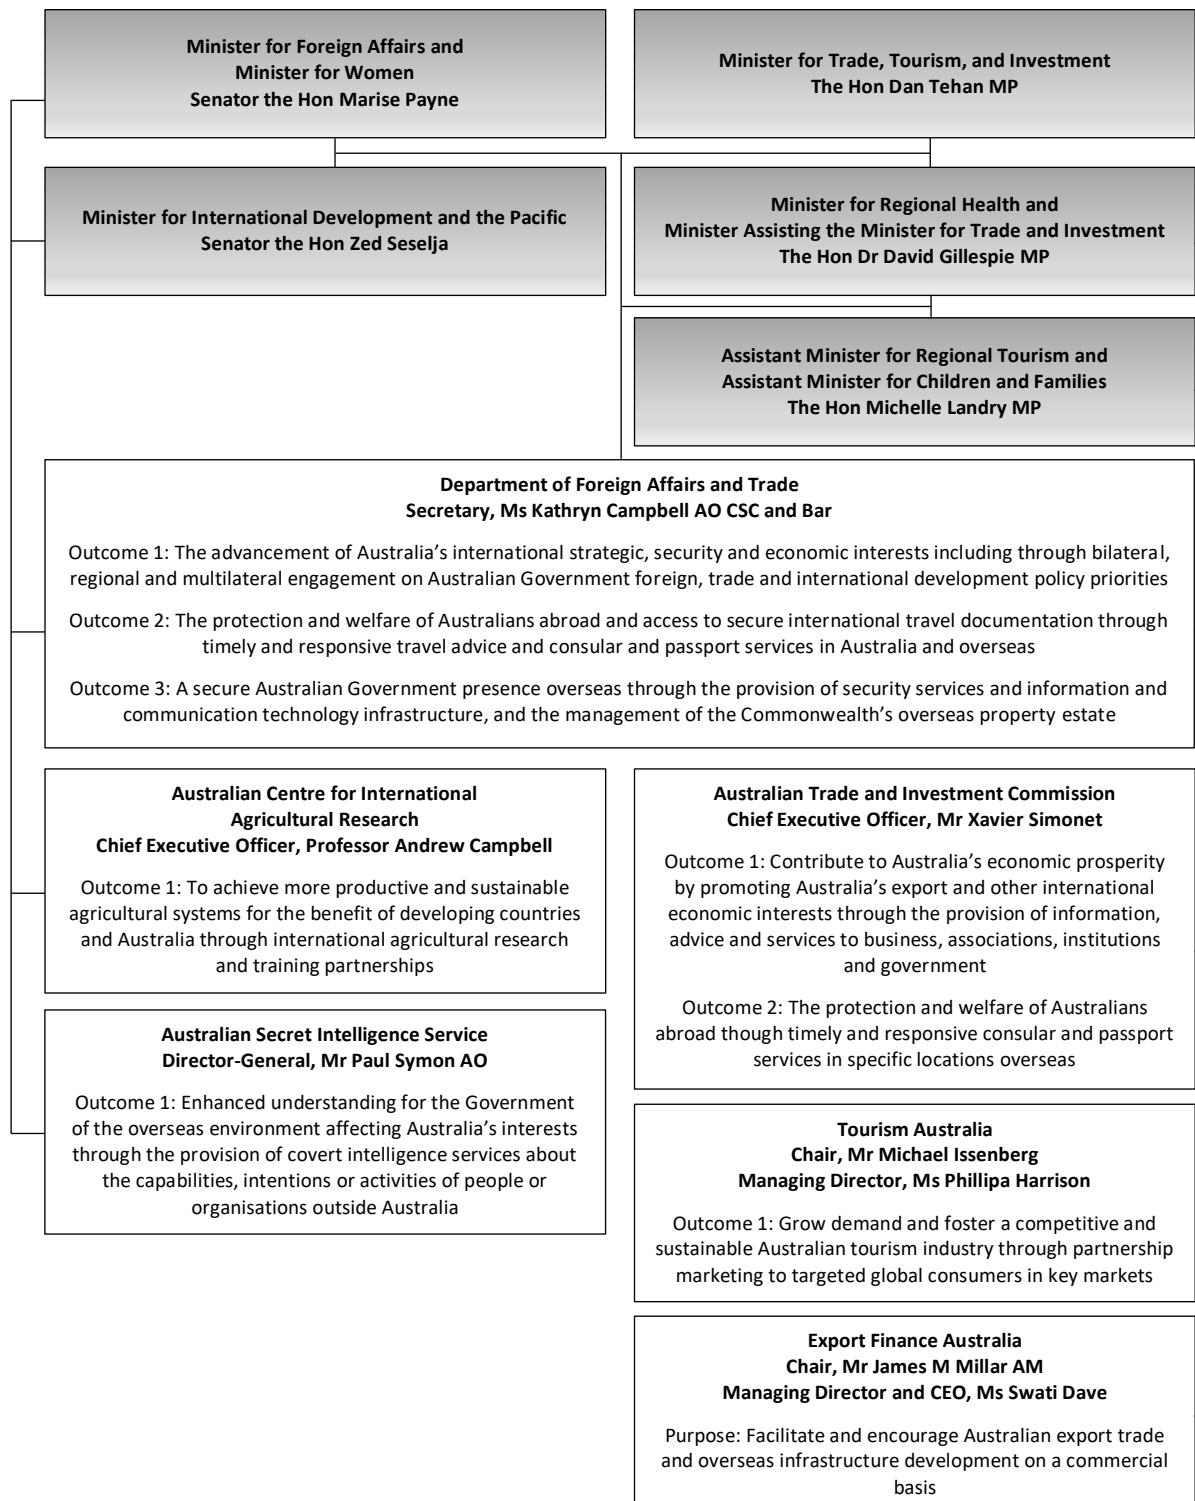 Minister for Foreign Affairs and
Minister for Women
Senator the Hon Marise Payne
Minister for Trade, Tourism, and Investment
The Hon Dan Tehan MP
Minister for International Development and the Pacific
Senator the Hon Zed Seselja
Minister for Regional Health and
Minister Assisting the Minister for Trade and Investment
The Hon Dr David Gillespie MP
Assistant Minister for Regional Tourism and
Assistant Minister for Children and Families
The Hon Michelle Landry MP
Department of Foreign Affairs and Trade
Secretary, Ms Kathryn Campbell AO CSC and Bar
Outcome 1: The advancement of Australia’s international strategic, security and economic interests including through bilateral,
regional and multilateral engagement on Australian Government foreign, trade and international development policy priorities
Outcome 2: The protection and welfare of Australians abroad and access to secure international travel documentation through
timely and responsive travel advice and consular and passport services in Australia and overseas
Outcome 3: A secure Australian Government presence overseas through the provision of security services and information and
communication technology infrastructure, and the management of the Commonwealth’s overseas property estate
Australian Centre for International
Agricultural Research
Chief Executive Officer, Professor Andrew Campbell
Outcome 1: To achieve more productive and sustainable
agricultural systems for the benefit of developing countries
and Australia through international agricultural research
and training partnerships
Australian Secret Intelligence Service
Director-General, Mr Paul Symon AO
Outcome 1: Enhanced understanding for the Government
of the overseas environment affecting Australia’s interests
through the provision of covert intelligence services about
the capabilities, intentions or activities of people or
organisations outside Australia
Australian Trade and Investment Commission
Chief Executive Officer, Mr Xavier Simonet
Outcome 1: Contribute to Australia’s economic prosperity
by promoting Australia’s export and other international
economic interests through the provision of information,
advice and services to business, associations, institutions
and government
Outcome 2: The protection and welfare of Australians
abroad though timely and responsive consular and passport
services in specific locations overseas
Tourism Australia
Chair, Mr Michael Issenberg
Managing Director, Ms Phillipa Harrison
Outcome 1: Grow demand and foster a competitive and
sustainable Australian tourism industry through partnership
marketing to targeted global consumers in key markets
Export Finance Australia
Chair, Mr James M Millar AM
Managing Director and CEO, Ms Swati Dave
Purpose: Facilitate and encourage Australian export trade
and overseas infrastructure development on a commercial
basis